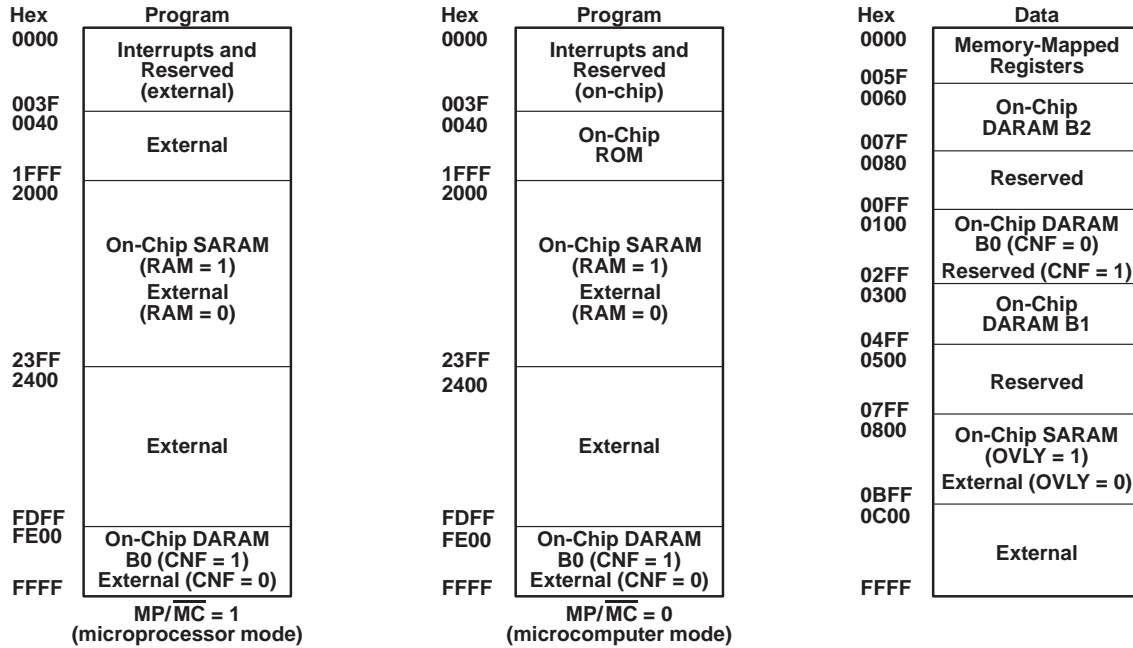 Hex Program
0000
Interrupts and
Reserved
(external)
003F
0040
External
1FFF
2000
On-Chip SARAM
(RAM = 1)
External
(RAM = 0)
23FF
2400
External
FDFF
FE00
On-Chip DARAM
B0 (CNF = 1)
External (CNF = 0)
FFFF
MP/MC = 1
(microprocessor mode)
Hex Program
0000
Interrupts and
Reserved
(on-chip)
003F
0040
On-Chip
ROM
1FFF
2000
On-Chip SARAM
(RAM = 1)
External
(RAM = 0)
23FF
2400
External
FDFF
FE00
On-Chip DARAM
B0 (CNF = 1)
External (CNF = 0)
FFFF
MP/MC = 0
(microcomputer mode)
Hex Data
0000
Memory-Mapped
Registers
005F
0060
On-Chip
DARAM B2
007F
0080
Reserved
00FF
0100
On-Chip DARAM
B0 (CNF = 0)
Reserved (CNF = 1)
02FF
0300
On-Chip
DARAM B1
04FF
0500
Reserved
07FF
0800
On-Chip SARAM
(OVLY = 1)
External (OVLY = 0)
0BFF
0C00
External
FFFF